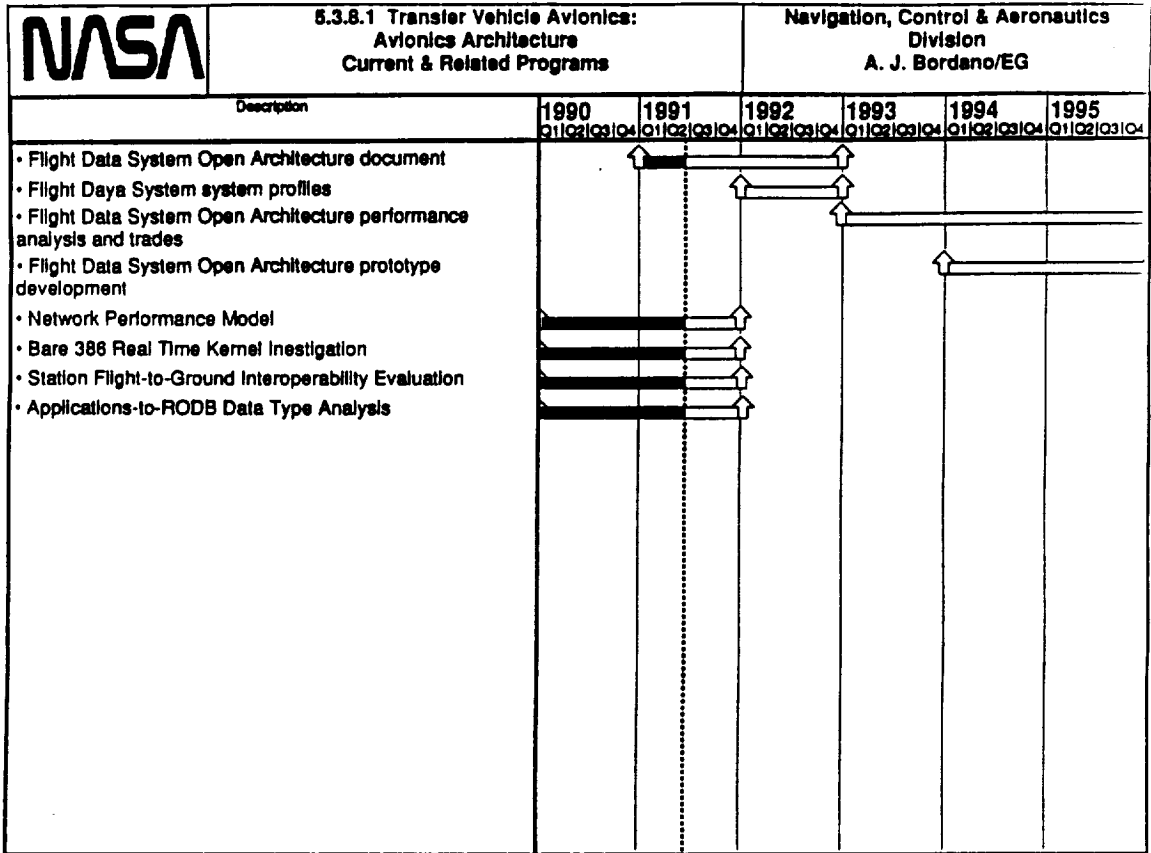 NASA
5.3.8.1 Transfer Vehicle Avionics:
Avionics Architecture
Current & Related Programs
Navigation, Control & Aeronautics
Division
A. J. Bordano/EG
Description
1990 1991 1992 1993 1994 1995
Q1|Q2|Q3|Q4|Q1|Q2|Q3|Q4|Q1|Q2|Q3|Q4|Q1|Q2|Q3|Q4|Q1|Q2|Q3|Q4|Q1|Q2|Q3|Q4
• Flight Data System Open Architecture document
• Flight Daya System system profiles
• Flight Data System Open Architecture performance
analysis and trades
• Flight Data System Open Architecture prototype
development
• Network Performance Model
• Bare 386 Real Time Kernel Inestigation
• Station Flight-to-Ground Interoperability Evaluation
• Applications-to-RODB Data Type Analysis